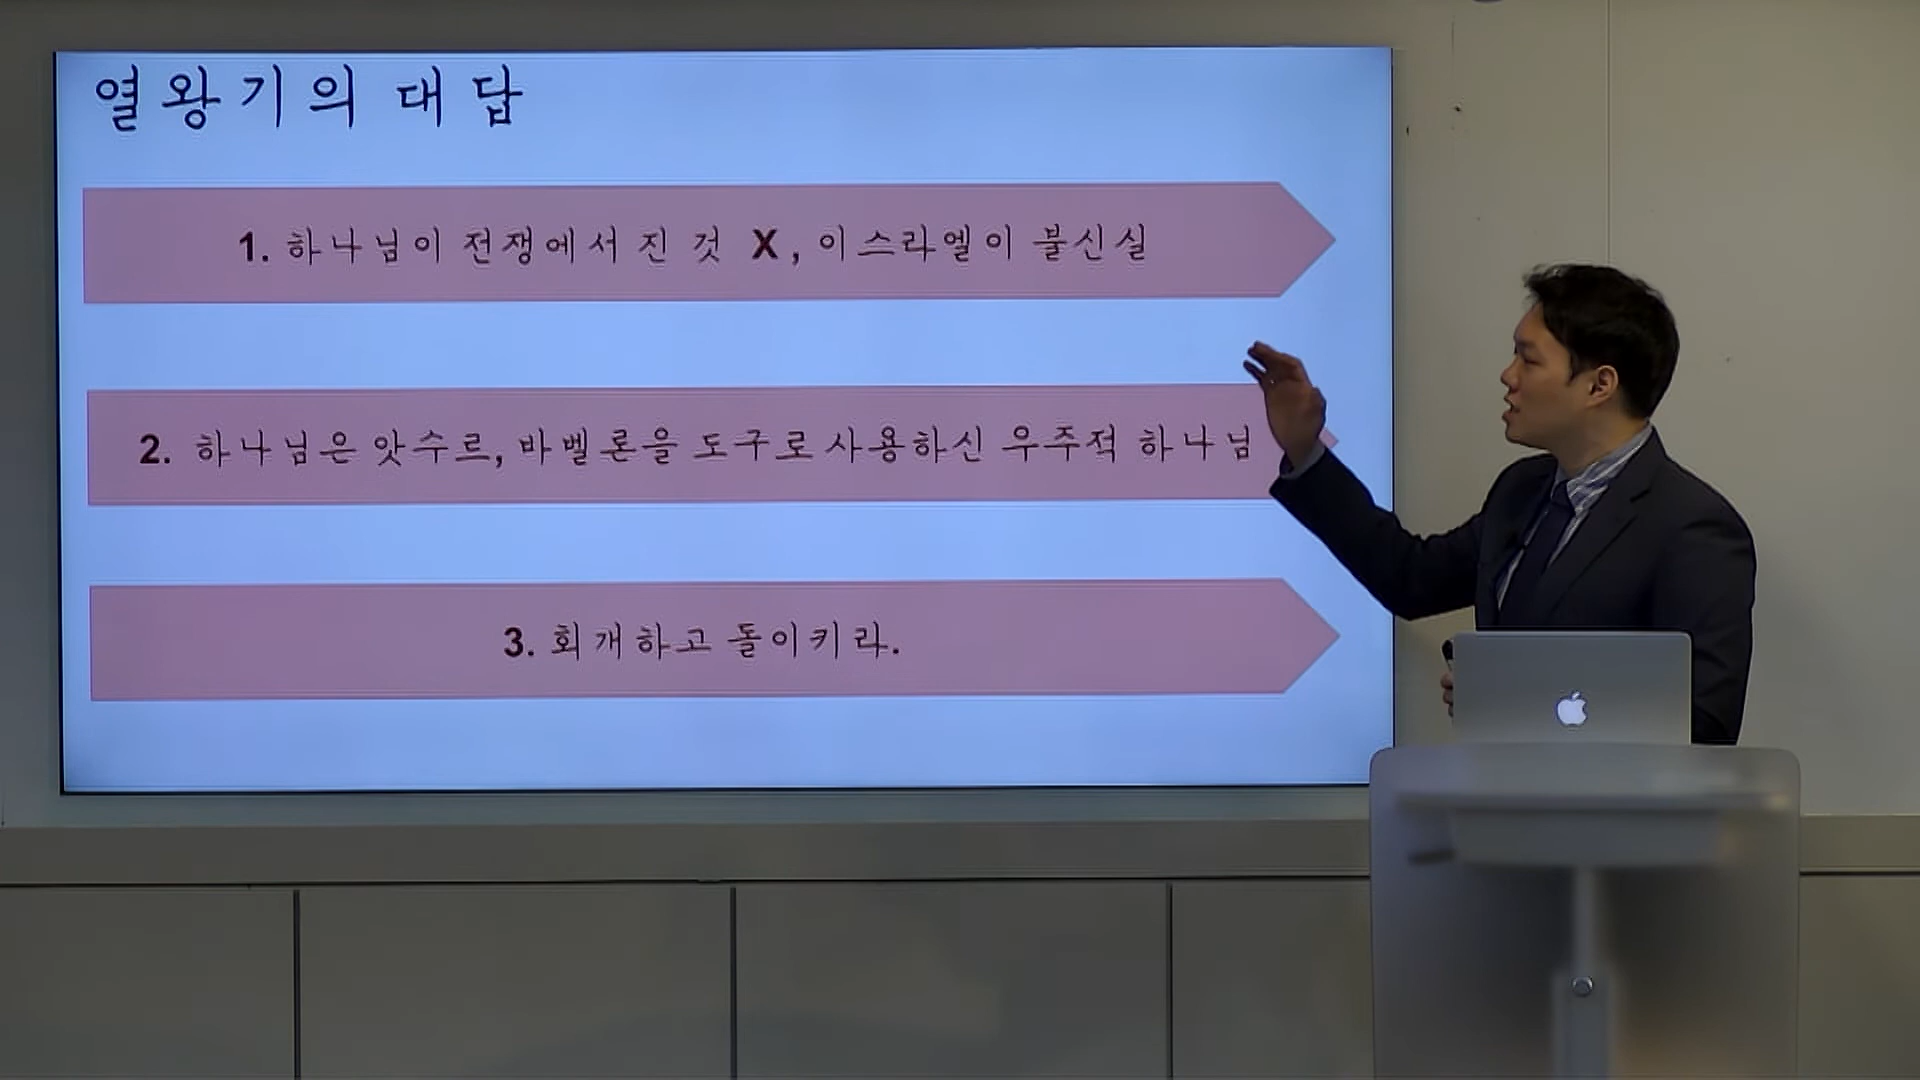 열왕기의 대답
1. 하나님이 전쟁에서 진 것 X, 이스라엘이 불신실
2. 하나님은 앗수르, 바벨론을 도구로 사용하신 우주적 하나님
3. 회개하고 돌이키라.